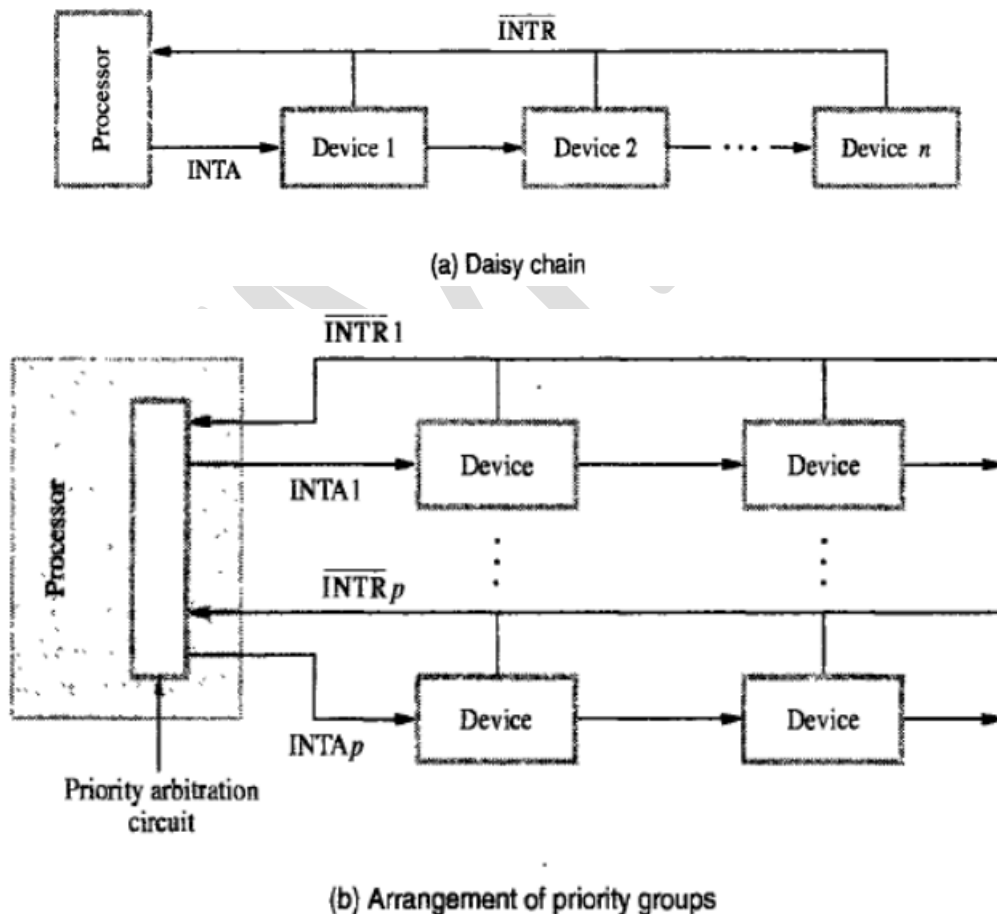 INTR
Processor
INTA
Device 1
Device 2
Device n
(a) Daisy chain
INTR 1
Processor
INTA1
Device
Device
INTR p
INTAp
Device
Device
Priority arbitration
circuit
(b) Arrangement of priority groups